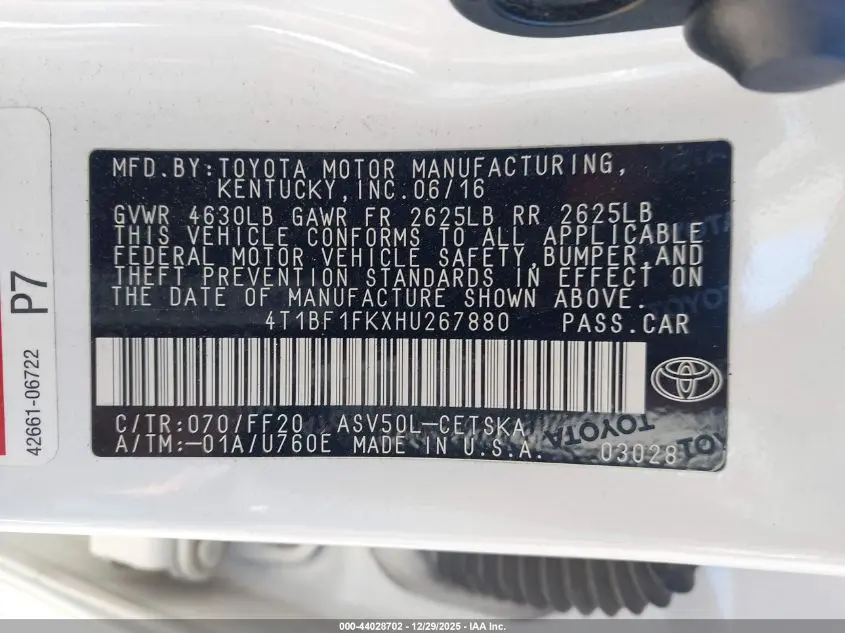 MFD.BY:TOYOTA MOTOR MANUFACTURING,
KENTUCKY,INC.06/16
GVWR 4630LB GAWR FR 2625LB RR 2625LB
THIS VEHICLE CONFORMS TO ALL APPLICABLE
FEDERAL MOTOR VEHICLE SAFETY,BUMPER,AND
THEFT PREVENTION STANDARDS IN EFFECT ON
THE DATE OF MANUFACTURE SHOWN ABOVE.
4T1BF1FKXHU267880 PASS.CAR
C/TR:070/FF20 ASV50L-CETSKA
A/TM:-01A/U760E MADE IN U.S.A. 03028
TOYOTA
P7
42661-06722
000-44028702 - 12/29/2025 - IAA Inc.